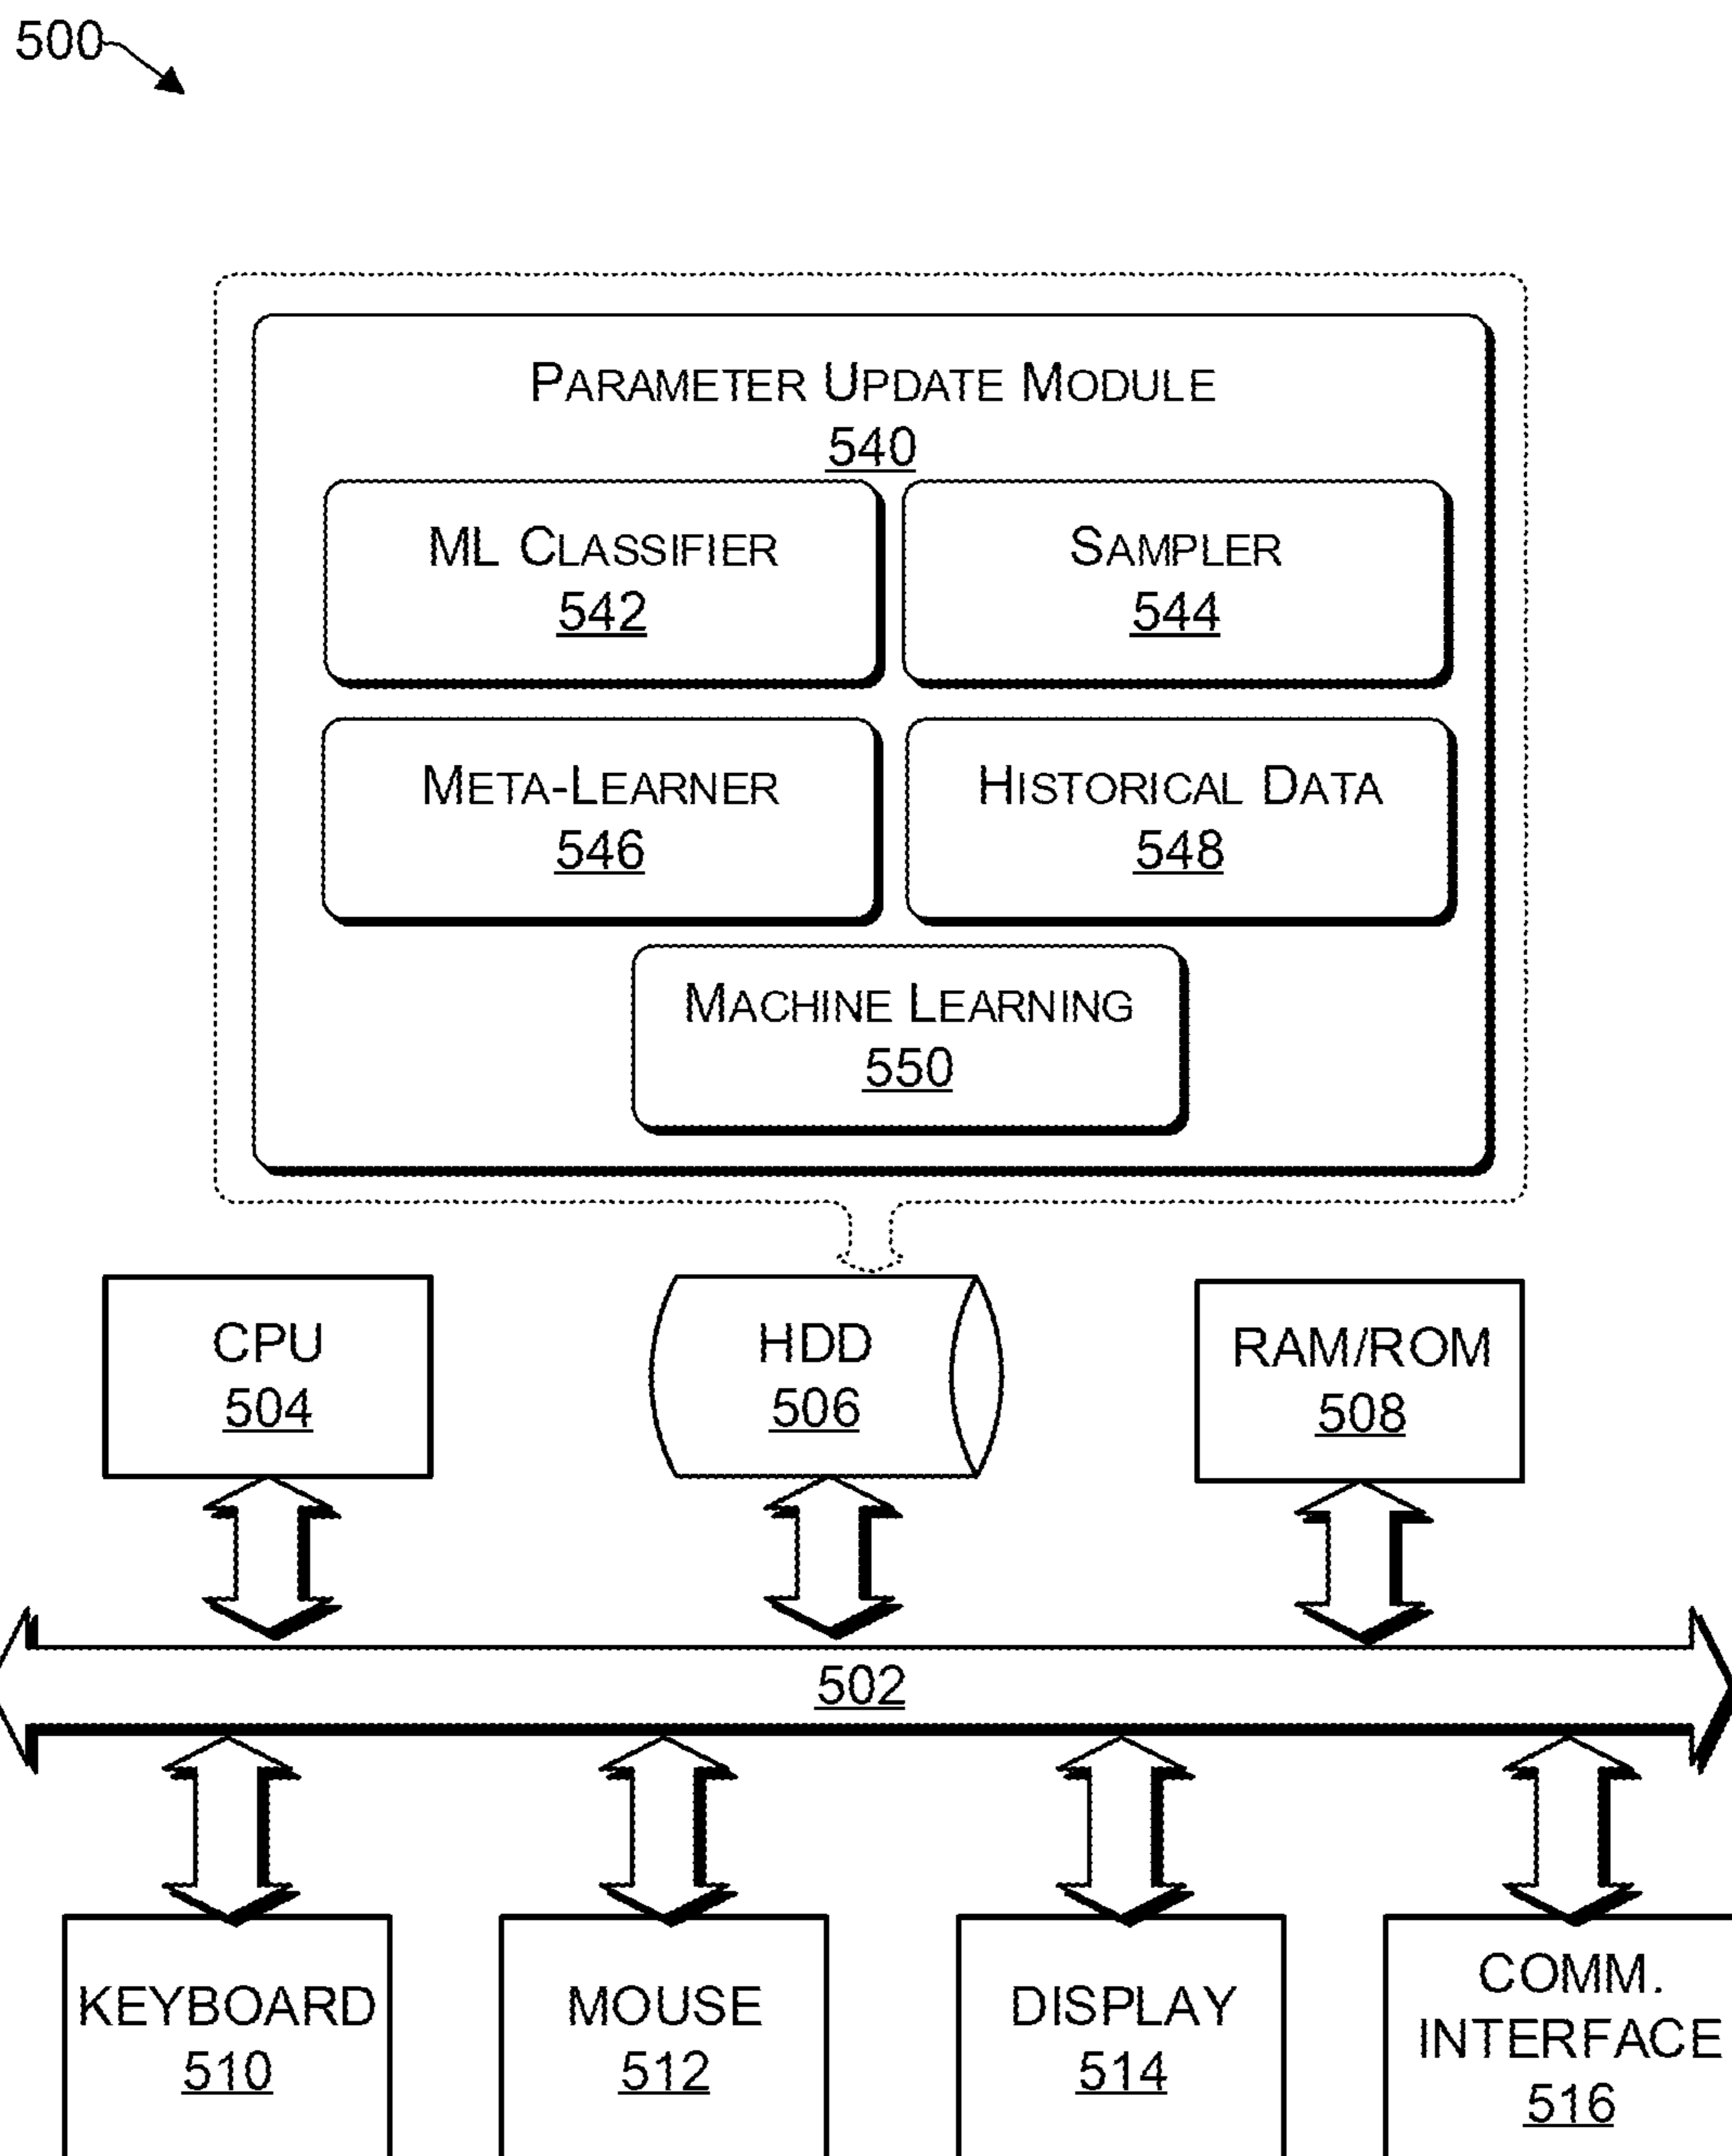 500
PARAMETER UPDATE MODULE
540
ML CLASSIFIER
542
SAMPLER
544
META-LEARNER
546
HISTORICAL DATA
548
MACHINE LEARNING
550
CPU
504
HDD
506
RAM/ROM
508
502
KEYBOARD
510
MOUSE
512
DISPLAY
514
COMM.
INTERFACE
516